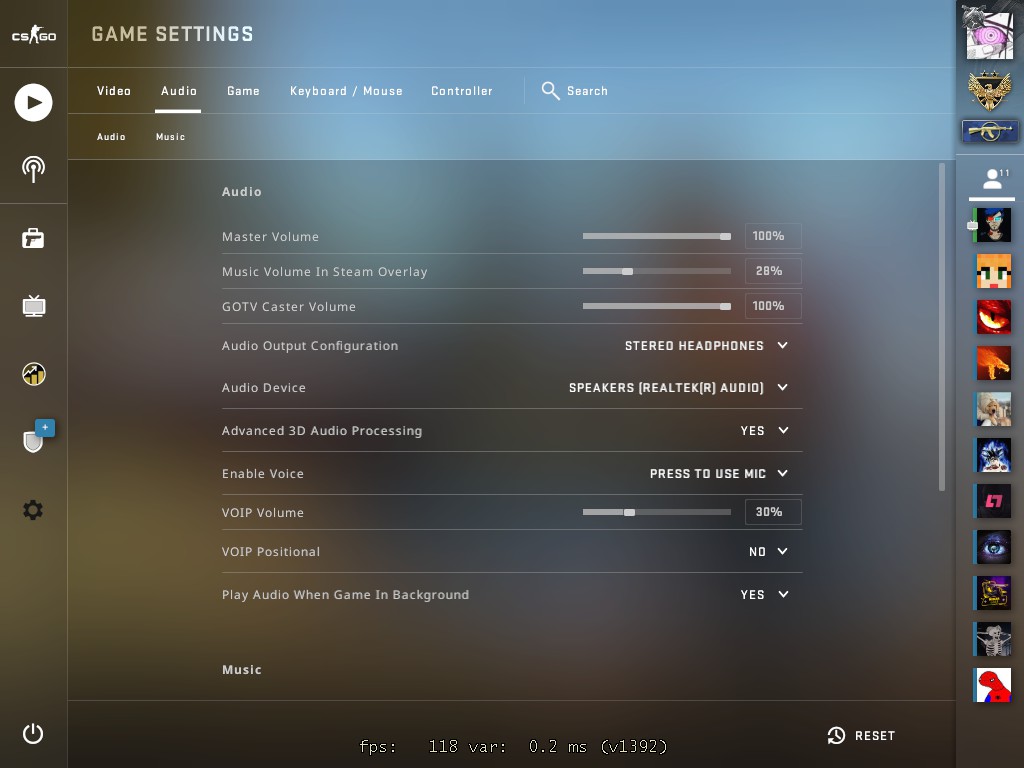 CS GO
GAME SETTINGS
Video Audio Game Keyboard / Mouse Controller Search
Audio Music
11
Audio
Master Volume 100%
Music Volume In Steam Overlay 28%
GOTV Caster Volume 100%
Audio Output Configuration STEREO HEADPHONES
Audio Device SPEAKERS (REALTEK(R) AUDIO)
Advanced 3D Audio Processing YES
Enable Voice PRESS TO USE MIC
VOIP Volume 30%
VOIP Positional NO
Play Audio When Game In Background YES
Music
RESET
fps: 118 var: 0.2 ms (v1392)